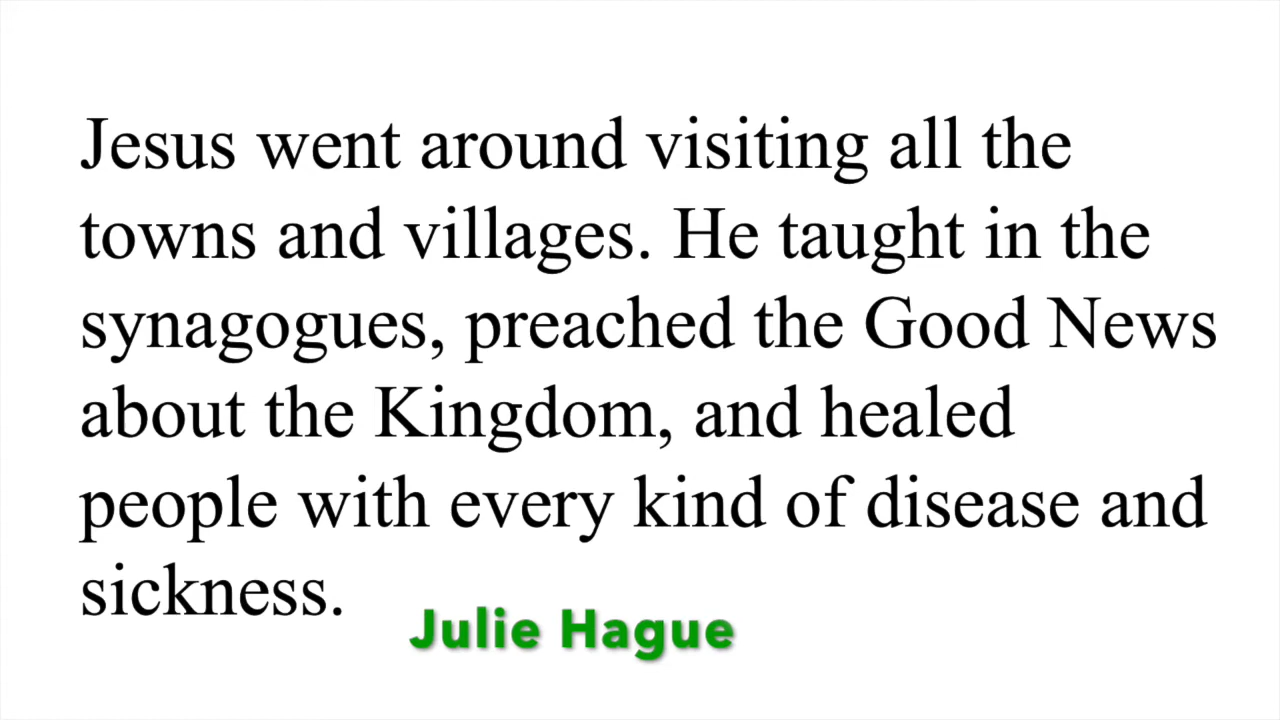 Jesus went around visiting all the
towns and villages. He taught in the
synagogues, preached the Good News
about the Kingdom, and healed
people with every kind of disease and
sickness.
Julie Hague